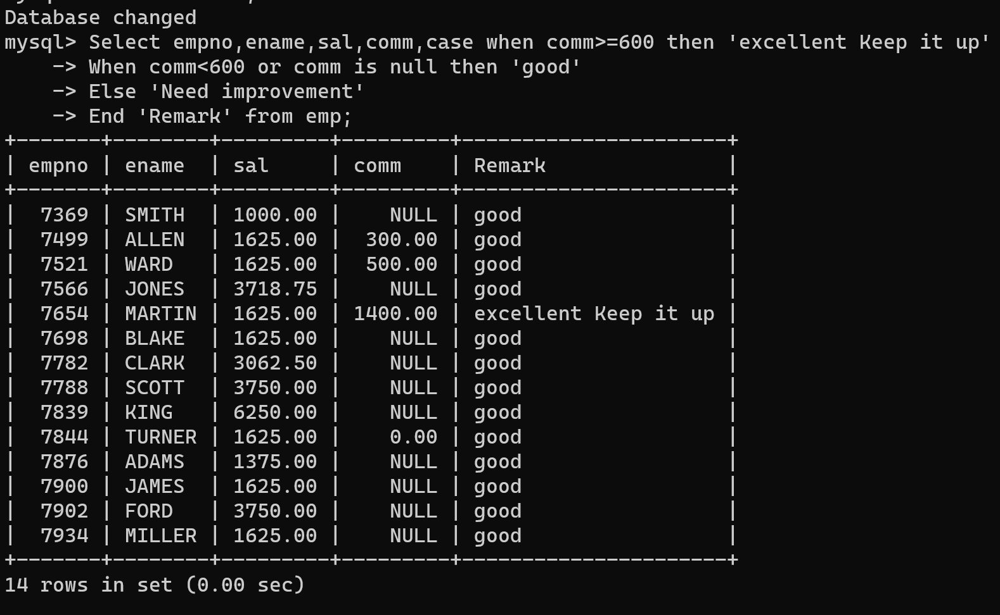 Database changed
mysql> Select empno,ename,sal,comm,case when comm>=600 then 'excellent Keep it up'
    -> When comm<600 or comm is null then 'good'
    -> Else 'Need improvement'
    -> End 'Remark' from emp;
+-------+--------+---------+---------+----------------------+
| empno | ename  | sal     | comm    | Remark               |
+-------+--------+---------+---------+----------------------+
|  7369 | SMITH  | 1000.00 |    NULL | good                 |
|  7499 | ALLEN  | 1625.00 |  300.00 | good                 |
|  7521 | WARD   | 1625.00 |  500.00 | good                 |
|  7566 | JONES  | 3718.75 |    NULL | good                 |
|  7654 | MARTIN | 1625.00 | 1400.00 | excellent Keep it up |
|  7698 | BLAKE  | 1625.00 |    NULL | good                 |
|  7782 | CLARK  | 3062.50 |    NULL | good                 |
|  7788 | SCOTT  | 3750.00 |    NULL | good                 |
|  7839 | KING   | 6250.00 |    NULL | good                 |
|  7844 | TURNER | 1625.00 |    0.00 | good                 |
|  7876 | ADAMS  | 1375.00 |    NULL | good                 |
|  7900 | JAMES  | 1625.00 |    NULL | good                 |
|  7902 | FORD   | 3750.00 |    NULL | good                 |
|  7934 | MILLER | 1625.00 |    NULL | good                 |
+-------+--------+---------+---------+----------------------+
14 rows in set (0.00 sec)